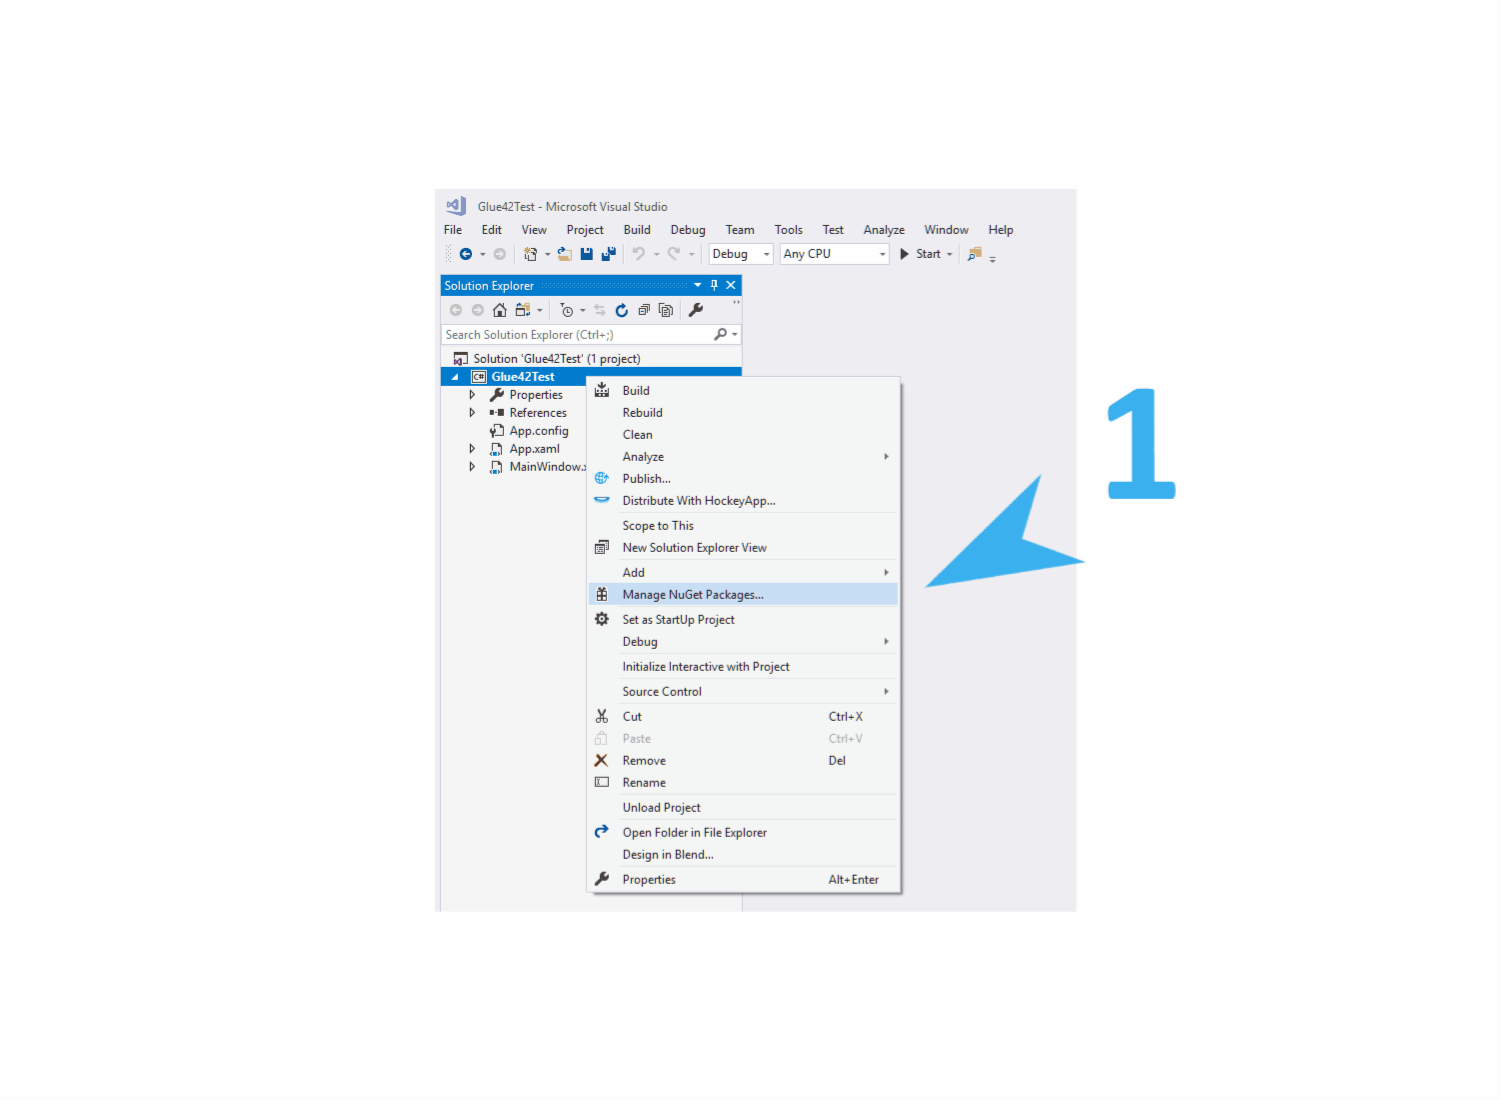 Glue42Test - Microsoft Visual Studio
File Edit View Project Build Debug Team Tools Test Analyze Window Help
Debug Any CPU Start
Solution Explorer
Search Solution Explorer (Ctrl+;)
Solution 'Glue42Test' (1 project)
C# Glue42Test
Properties
References
App.config
App.xaml
MainWindow.x
Build
Rebuild
Clean
Analyze
Publish...
Distribute With HockeyApp...
Scope to This
New Solution Explorer View
Add
Manage NuGet Packages...
Set as StartUp Project
Debug
Initialize Interactive with Project
Source Control
Cut Ctrl+X
Paste Ctrl+V
Remove Del
Rename
Unload Project
Open Folder in File Explorer
Design in Blend...
Properties Alt+Enter
1